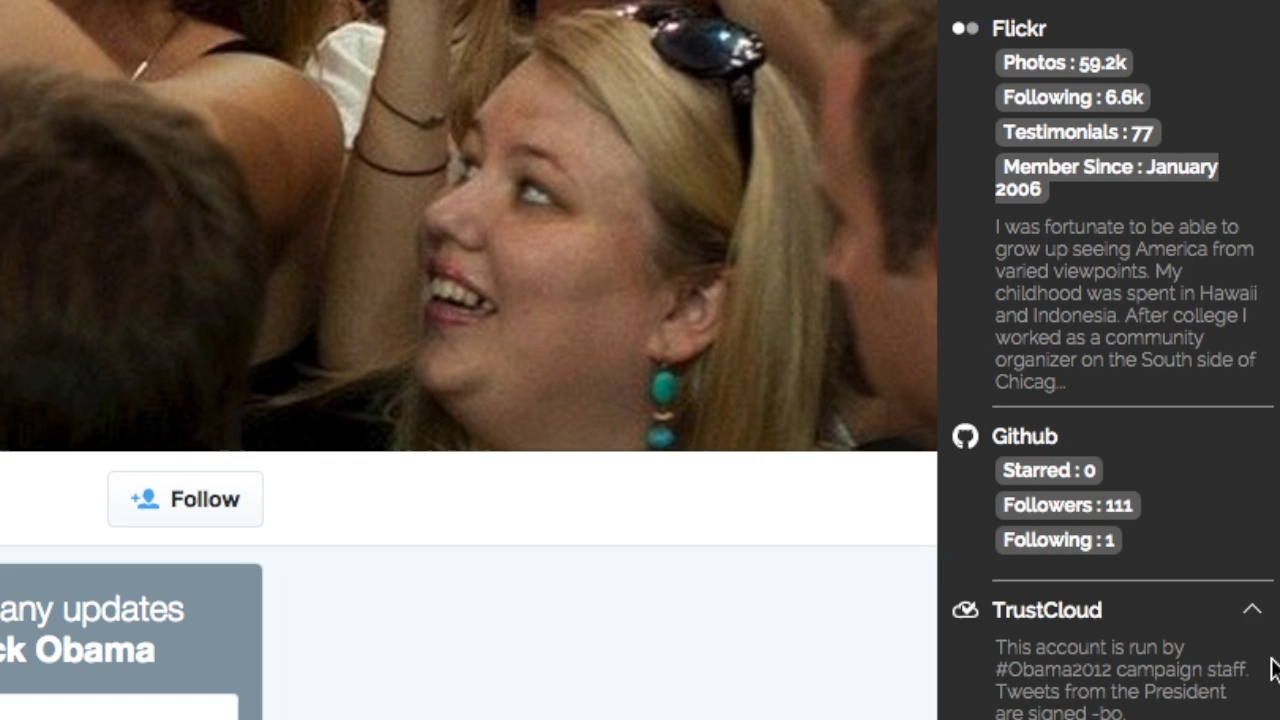 Flickr
Photos : 59.2k
Following : 6.6k
Testimonials : 77
Member Since : January
2006
I was fortunate to be able to
grow up seeing America from
varied viewpoints. My
childhood was spent in Hawaii
and Indonesia. After college I
worked as a community
organizer on the South side of
Chicag...
Github
Starred : 0
Followers : 111
Following : 1
TrustCloud
This account is run by
#Obama2012 campaign staff.
Tweets from the President
are signed -bo.
Follow
any updates
ck Obama